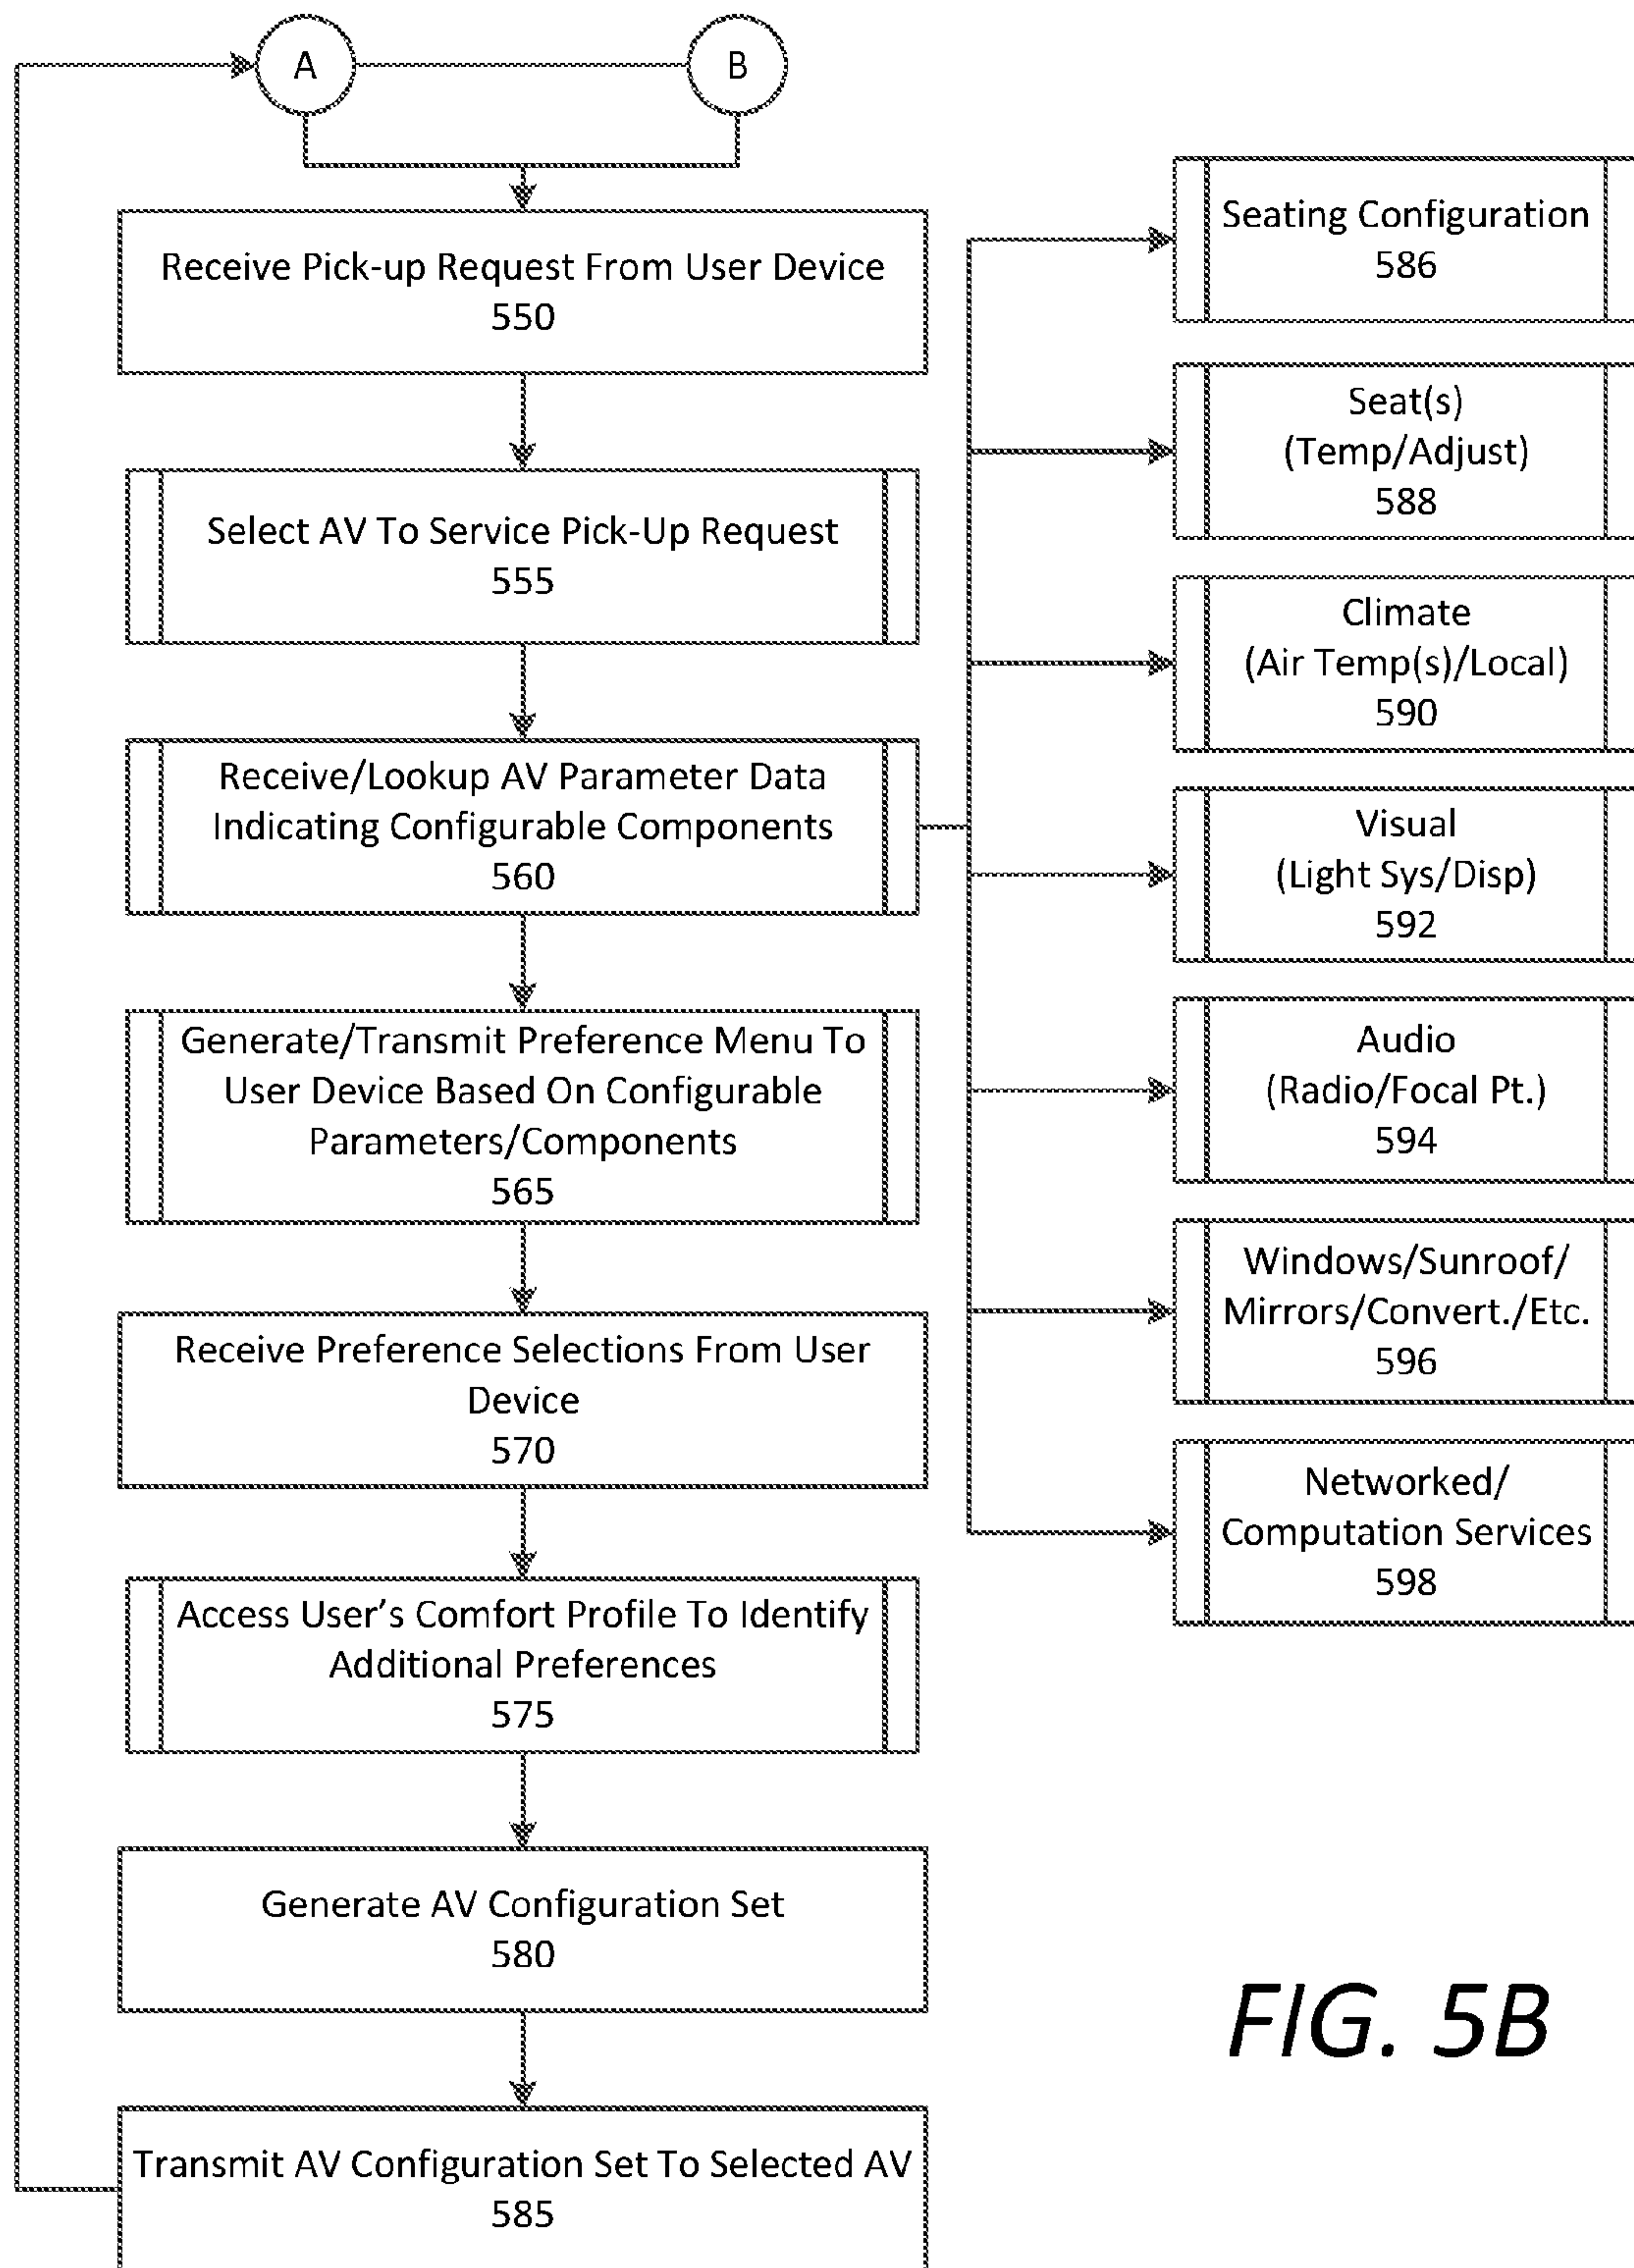 A
B
Receive Pick-up Request From User Device
550
Select AV To Service Pick-Up Request
555
Receive/Lookup AV Parameter Data
Indicating Configurable Components
560
Generate/Transmit Preference Menu To
User Device Based On Configurable
Parameters/Components
565
Receive Preference Selections From User
Device
570
Access User’s Comfort Profile To Identify
Additional Preferences
575
Generate AV Configuration Set
580
Transmit AV Configuration Set To Selected AV
585
Seating Configuration
586
Seat(s)
(Temp/Adjust)
588
Climate
(Air Temp(s)/Local)
590
Visual
(Light Sys/Disp)
592
Audio
(Radio/Focal Pt.)
594
Windows/Sunroof/
Mirrors/Convert./Etc.
596
Networked/
Computation Services
598
FIG. 5B